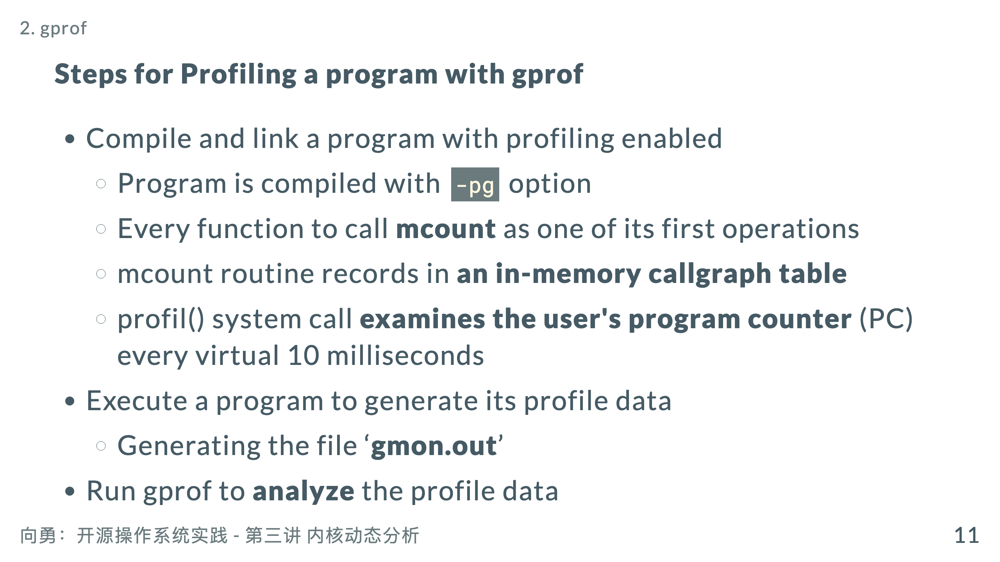 2. gprof
Steps for Profiling a program with gprof
• Compile and link a program with profiling enabled
○ Program is compiled with -pg option
○ Every function to call mcount as one of its first operations
○ mcount routine records in an in-memory callgraph table
○ profil() system call examines the user's program counter (PC)
every virtual 10 milliseconds
• Execute a program to generate its profile data
○ Generating the file ‘gmon.out’
• Run gprof to analyze the profile data
向勇：开源操作系统实践 - 第三讲 内核动态分析
11